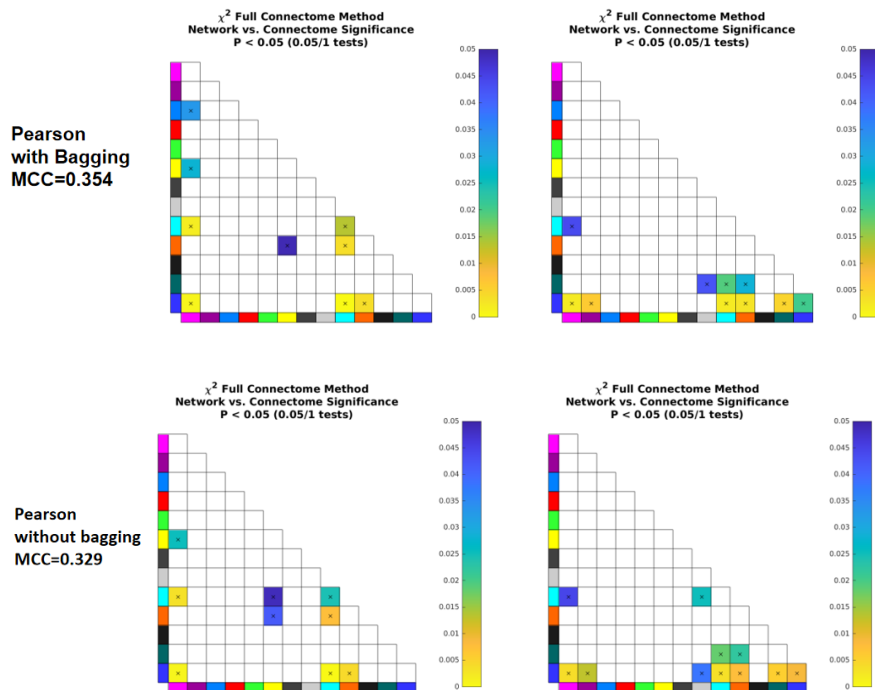 χ² Full Connectome Method
Network vs. Connectome Significance
P < 0.05 (0.05/1 tests)
0.05
0.045
0.04
0.035
0.03
0.025
0.02
0.015
0.01
0.005
0
χ² Full Connectome Method
Network vs. Connectome Significance
P < 0.05 (0.05/1 tests)
0.05
0.045
0.04
0.035
0.03
0.025
0.02
0.015
0.01
0.005
0
Pearson
with Bagging
MCC=0.354
χ² Full Connectome Method
Network vs. Connectome Significance
P < 0.05 (0.05/1 tests)
0.05
0.045
0.04
0.035
0.03
0.025
0.02
0.015
0.01
0.005
0
χ² Full Connectome Method
Network vs. Connectome Significance
P < 0.05 (0.05/1 tests)
0.05
0.045
0.04
0.035
0.03
0.025
0.02
0.015
0.01
0.005
0
Pearson
without bagging
MCC=0.329